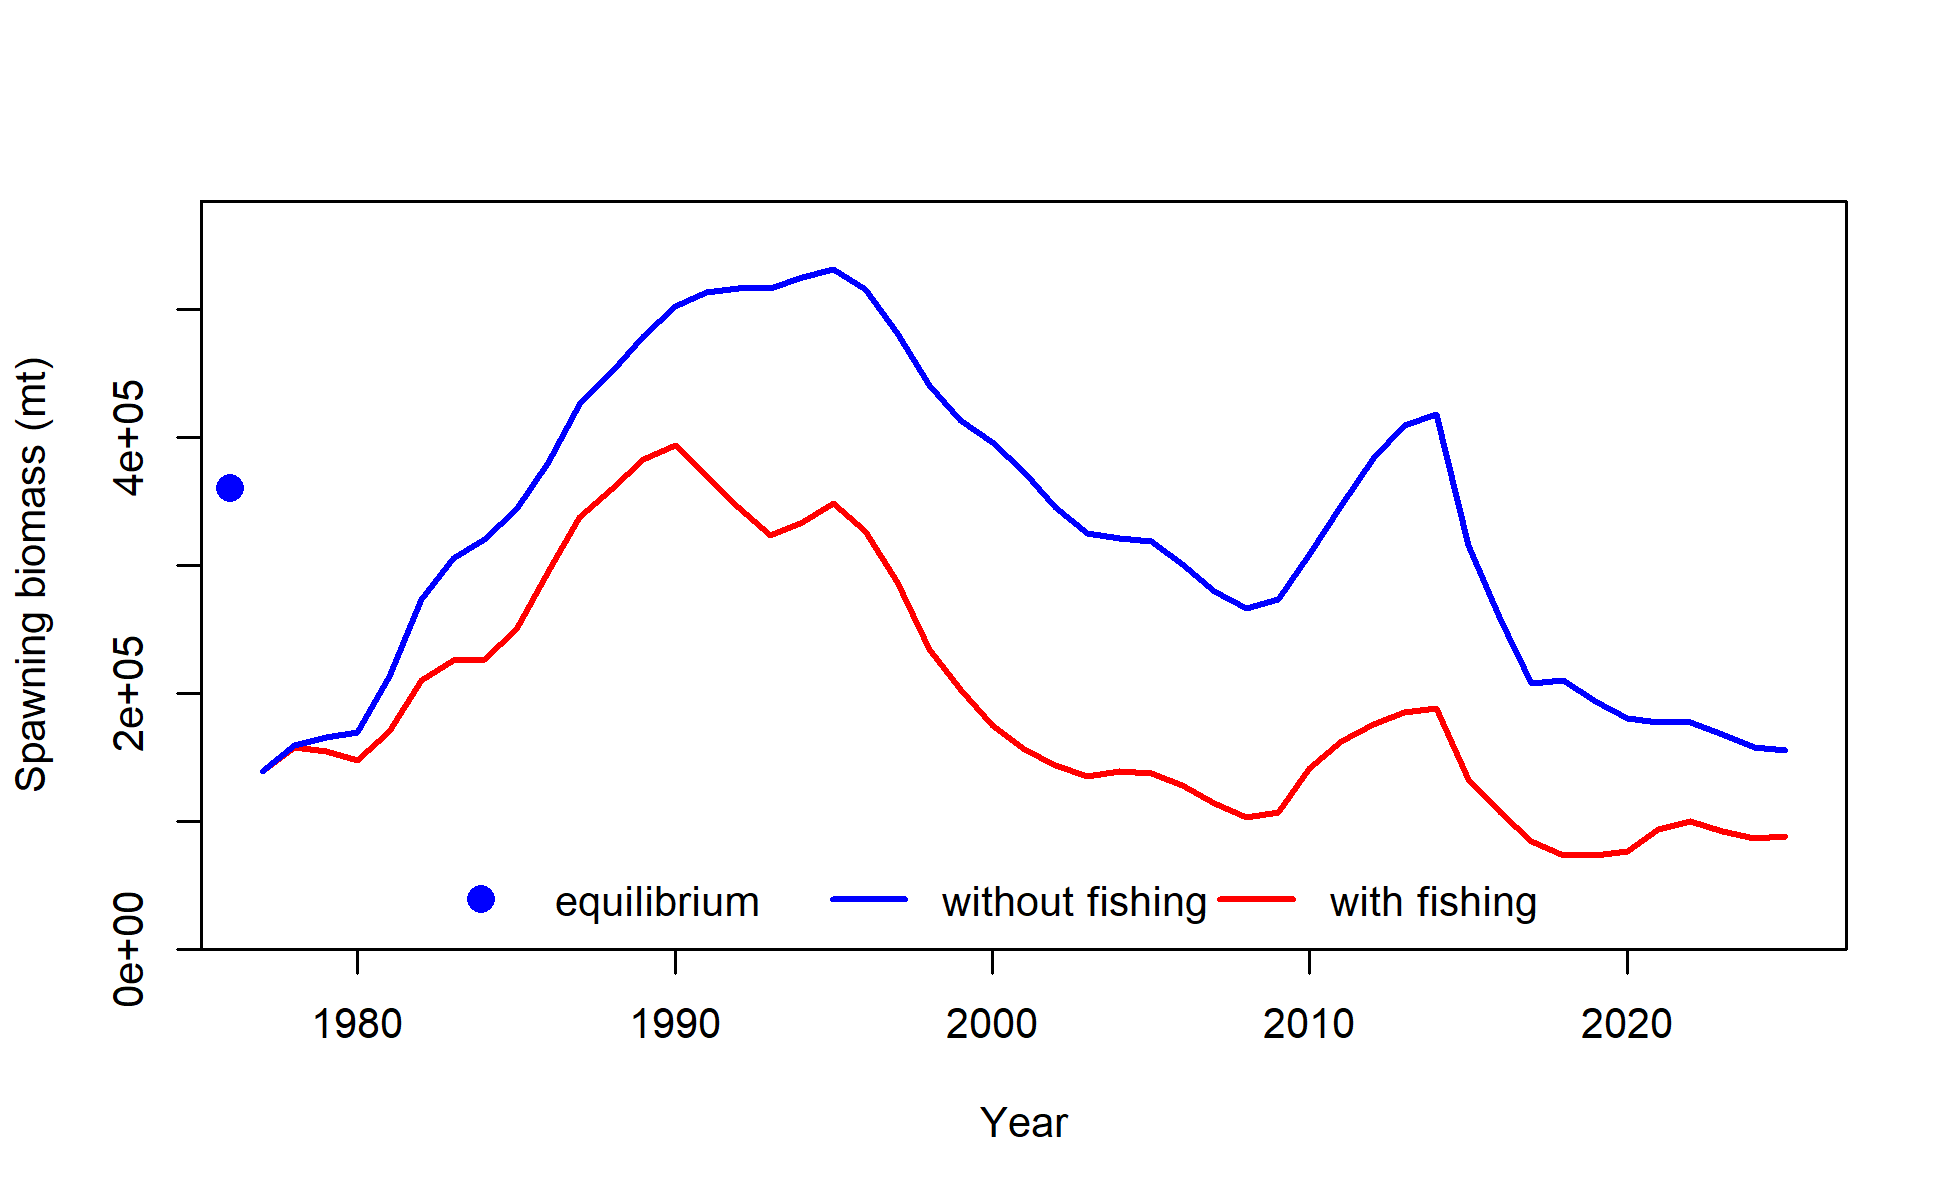 Spawning biomass (mt)
4e+05
2e+05
0e+00
equilibrium without fishing with fishing
1980 1990 2000 2010 2020
Year